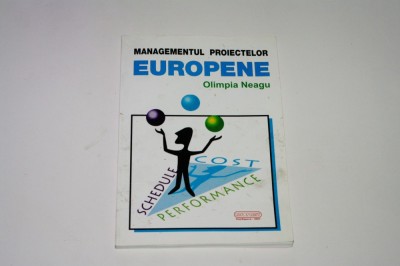 MANAGEMENTUL PROIECTELOR
EUROPENE
Olimpia Neagu
SCHEDULE
COST
PERFORMANCE